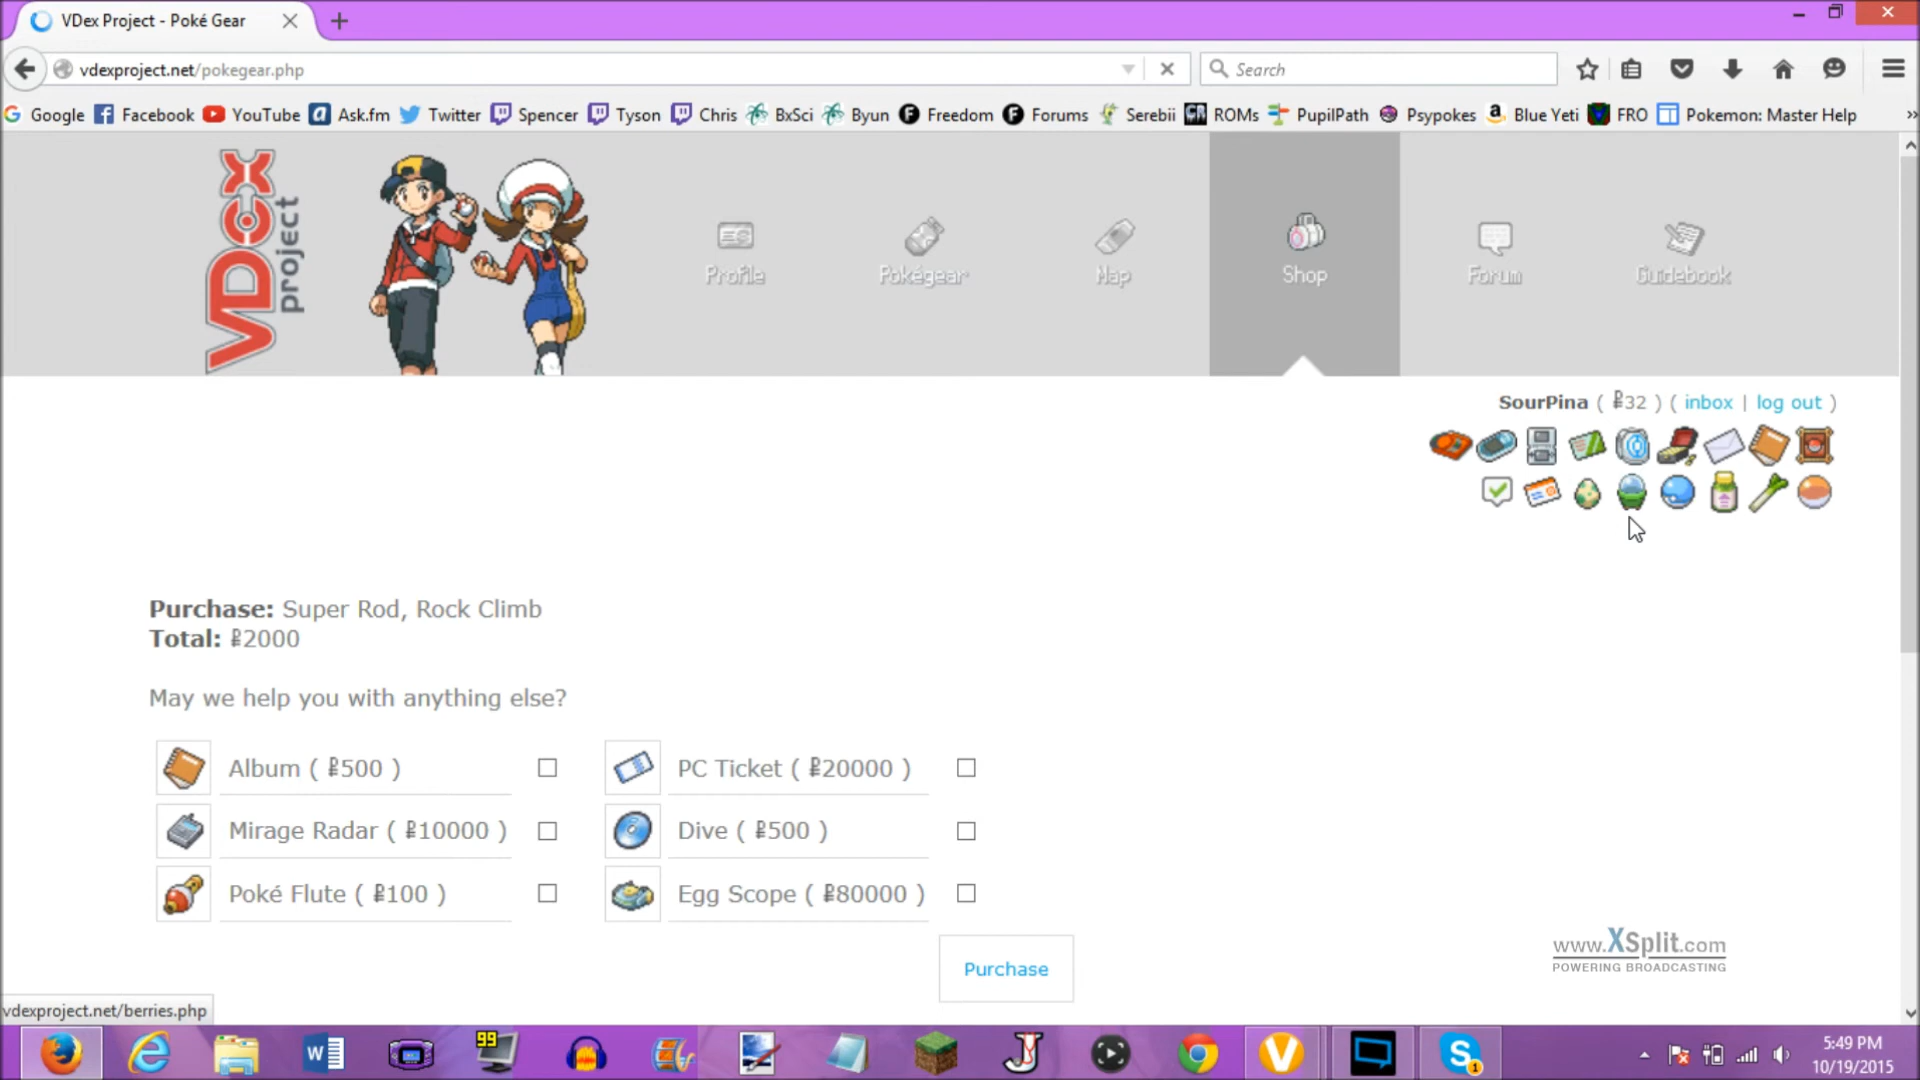 VDex Project - Poké Gear
vdexproject.net/pokegear.php
Search
Google Facebook YouTube Ask.fm Twitter Spencer Tyson Chris BxSci Byun Freedom Forums Serebii ROMs PupilPath Psypokes Blue Yeti FRO Pokemon: Master Help »
VDex project
Profile Pokégear Map Shop Forum Guidebook
SourPina ( ₽32 ) ( inbox | log out )
Purchase: Super Rod, Rock Climb
Total: ₽2000
May we help you with anything else?
Album ( ₽500 ) PC Ticket ( ₽20000 )
Mirage Radar ( ₽10000 ) Dive ( ₽500 )
Poké Flute ( ₽100 ) Egg Scope ( ₽80000 )
Purchase
www.XSplit.com
POWERING BROADCASTING
vdexproject.net/berries.php
99
1
5:49 PM
10/19/2015